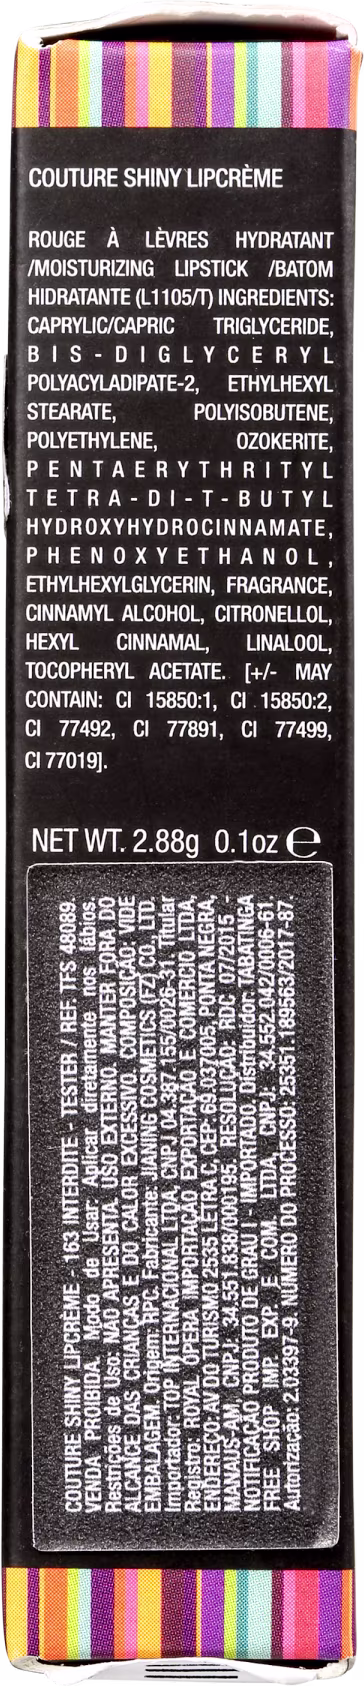 COUTURE SHINY LIPCRÈME
ROUGE À LÈVRES HYDRATANT
/MOISTURIZING LIPSTICK /BATOM
HIDRATANTE (L1105/T) INGREDIENTS:
CAPRYLIC/CAPRIC TRIGLYCERIDE,
BIS-DIGLYCERYL
POLYACYLADIPATE-2, ETHYLHEXYL
STEARATE, POLYISOBUTENE,
POLYETHYLENE, OZOKERITE,
PENTAERYTHRITYL
TETRA-DI-T-BUTYL
HYDROXYHYDROCINNAMATE,
PHENOXYETHANOL,
ETHYLHEXYLGLYCERIN, FRAGRANCE,
CINNAMYL ALCOHOL, CITRONELLOL,
HEXYL CINNAMAL, LINALOOL,
TOCOPHERYL ACETATE. [+/- MAY
CONTAIN: CI 15850:1, CI 15850:2,
CI 77492, CI 77891, CI 77499,
CI 77019].
NET WT. 2.88g 0.1oz ℮
COUTURE SHINY LIPCREME - 163 INTERDITE - TESTER / REF. TFS 48089.
VENDA PROIBIDA. Modo de Usar: Aplicar diretamente nos lábios.
Restrições de Uso: NÃO APRESENTA. USO EXTERNO. MANTER FORA DO
ALCANCE DAS CRIANÇAS E DO CALOR EXCESSIVO. COMPOSIÇÃO: VIDE
EMBALAGEM. Origem: RPC. Fabricante: JIANING COSMETICS (FZ) CO., LTD.
Importador: TOP INTERNACIONAL LTDA. CNPJ 04.387.155/0026-31. Titular
Registro: ROYAL OPERA IMPORTAÇÃO EXPORTAÇÃO E COMERCIO LTDA,
ENDEREÇO: AV DO TURISMO 2535 LETRA C, CEP: 69.037/005, PONTA NEGRA,
MANAUS-AM, CNPJ: 34.551.838/000195. RESOLUÇÃO: RDC 07/2015 -
NOTIFICAÇÃO PRODUTO DE GRAU I - IMPORTADO. Distribuidor: TABATINGA
FREE SHOP IMP. EXP. E COM. LTDA, CNPJ: 34.552.042/0006-61.
Autorização: 2.03397-9. NUMERO DO PROCESSO: 25351.189563/2017-87.